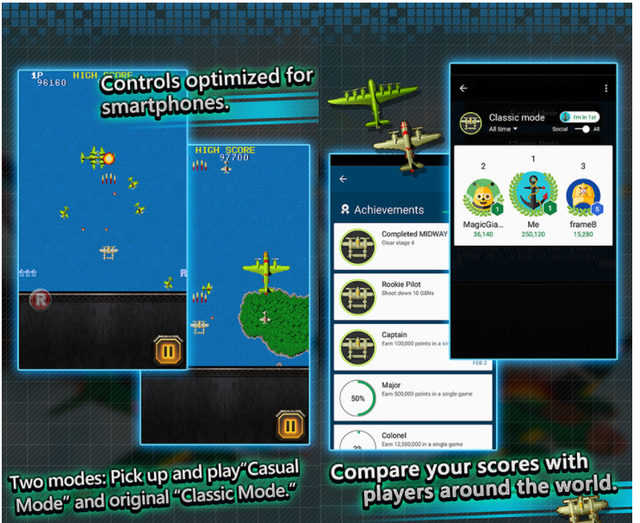 Controls optimized for
smartphones.
1P
HIGH SCORE
96160
HIGH SCORE
97700
R
Two modes: Pick up and play"Casual
Mode" and original "Classic Mode."
Classic mode
I'm in 1st
All time
Social
All
2
1
3
1
1
5
MagicGia...
Me
frameB
36,140
250,120
15,280
Achievements
Completed MIDWAY
Clear stage 4
Rookie Pilot
Shoot down 10 GSNs
Captain
Earn 100,000 points in a
FEB 2
50%
Major
Earn 500,000 points in a single game
Colonel
Earn 12,500,000 in a single game
Compare your scores with
players around the world.